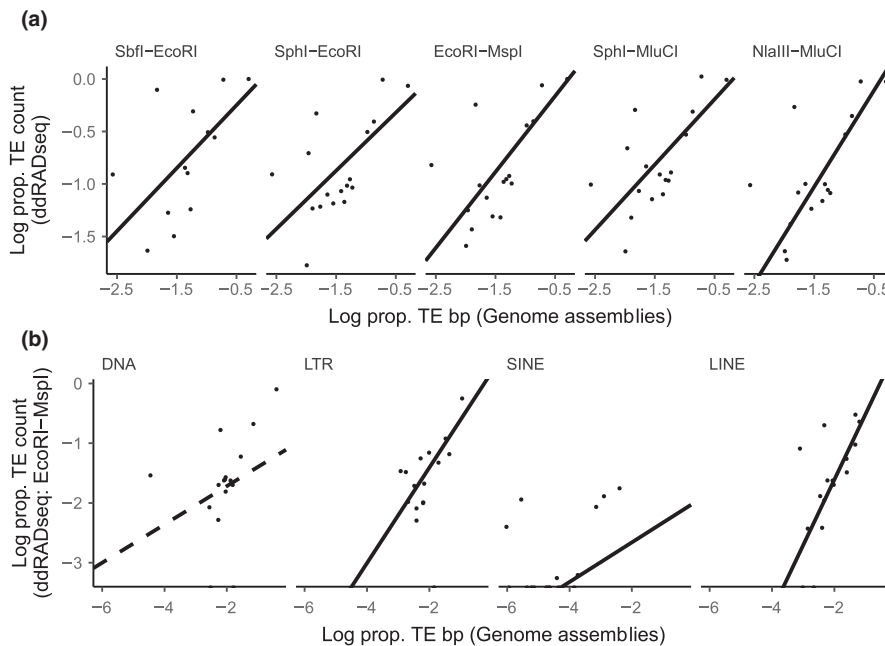 (a)
SbfI−EcoRI
SphI−EcoRI
EcoRI−MspI
SphI−MluCI
NlaIII−MluCI
Log prop. TE count
(ddRADseq)
0.0
−0.5
−1.0
−1.5
−2.5 −1.5 −0.5 −2.5 −1.5 −0.5 −2.5 −1.5 −0.5 −2.5 −1.5 −0.5 −2.5 −1.5 −0.5
Log prop. TE bp (Genome assemblies)
(b)
DNA
LTR
SINE
LINE
Log prop. TE count
(ddRADseq: EcoRI−MspI)
0
−1
−2
−3
−6 −4 −2 −6 −4 −2 −6 −4 −2 −6 −4 −2
Log prop. TE bp (Genome assemblies)